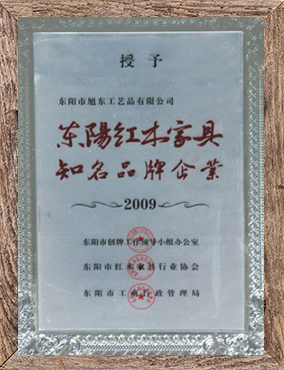 授予
东阳市旭东工艺品有限公司
东陽红木家具
知名品牌企業
2009
东阳市创牌工作领导小组办公室
东阳市红木家具行业协会
东阳市工商行政管理局